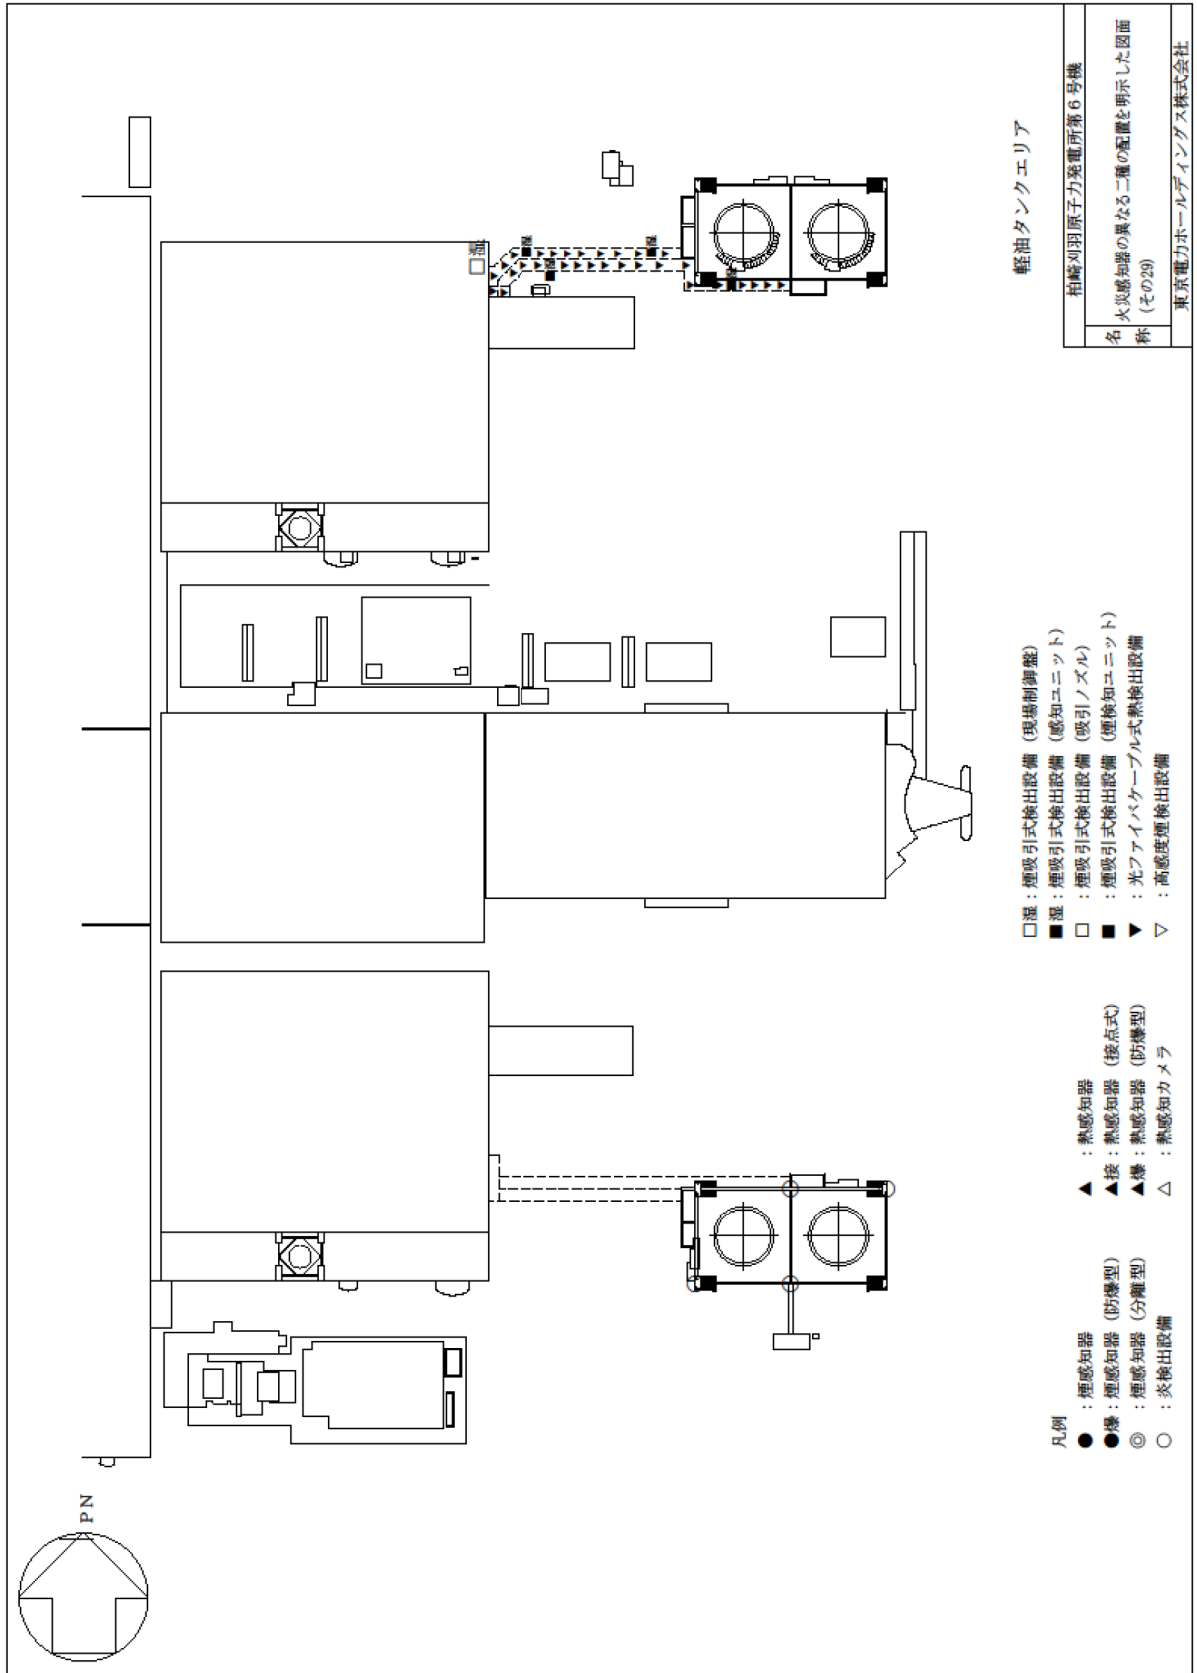 PN
□湿
■湿
■湿
■湿
■湿
軽油タンクエリア
凡例
● ：煙感知器
●爆：煙感知器（防爆型）
◎ ：煙感知器（分離型）
○ ：炎検出設備
▲ ：熱感知器
▲接：熱感知器（接点式）
▲爆：熱感知器（防爆型）
△ ：熱感知カメラ
□湿：煙吸引式検出設備（現場制御盤）
■湿：煙吸引式検出設備（感知ユニット）
□ ：煙吸引式検出設備（吸引ノズル）
■ ：煙吸引式検出設備（煙検知ユニット）
▼ ：光ファイバケーブル式熱検出設備
▽ ：高感度煙検出設備
柏崎刈羽原子力発電所第６号機
名称
火災感知器の異なる二種の配置を明示した図面
（その29）
東京電力ホールディングス株式会社